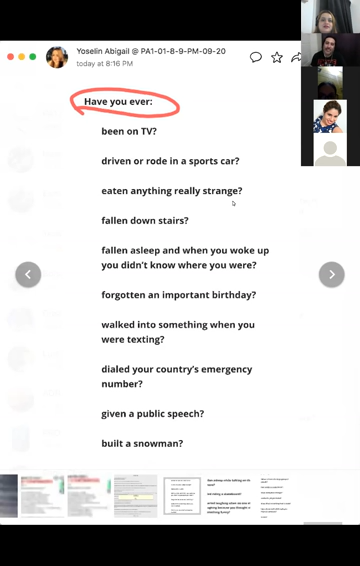 Yoselin Abigail @ PA1-01-8-9-PM-09-20
today at 8:16 PM
Have you ever:
been on TV?
driven or rode in a sports car?
eaten anything really strange?
fallen down stairs?
fallen asleep and when you woke up
you didn't know where you were?
forgotten an important birthday?
walked into something when you
were texting?
dialed your country's emergency
number?
given a public speech?
built a snowman?